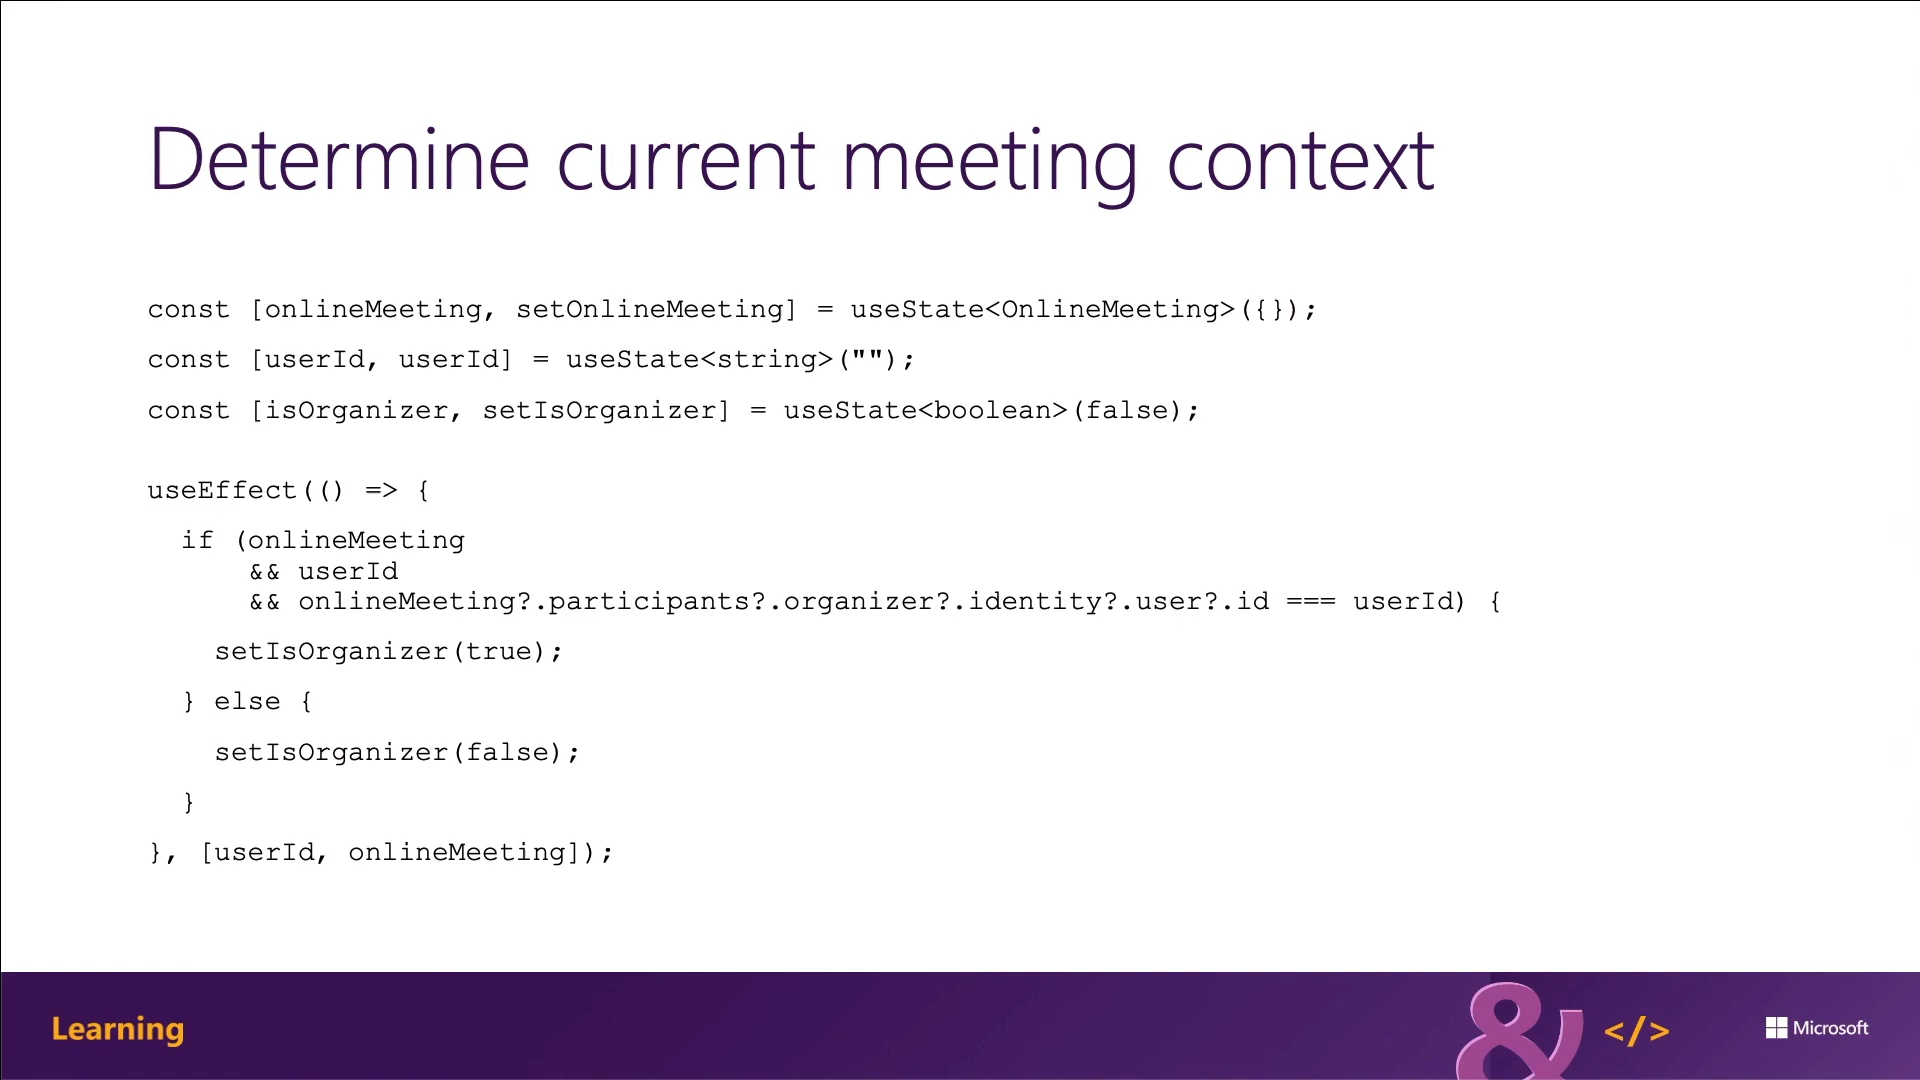 Determine current meeting context
const [onlineMeeting, setOnlineMeeting] = useState<OnlineMeeting>({});
const [userId, userId] = useState<string>("");
const [isOrganizer, setIsOrganizer] = useState<boolean>(false);
useEffect(() => {
  if (onlineMeeting
      && userId
      && onlineMeeting?.participants?.organizer?.identity?.user?.id === userId) {
    setIsOrganizer(true);
  } else {
    setIsOrganizer(false);
  }
}, [userId, onlineMeeting]);
Learning
& </>
Microsoft